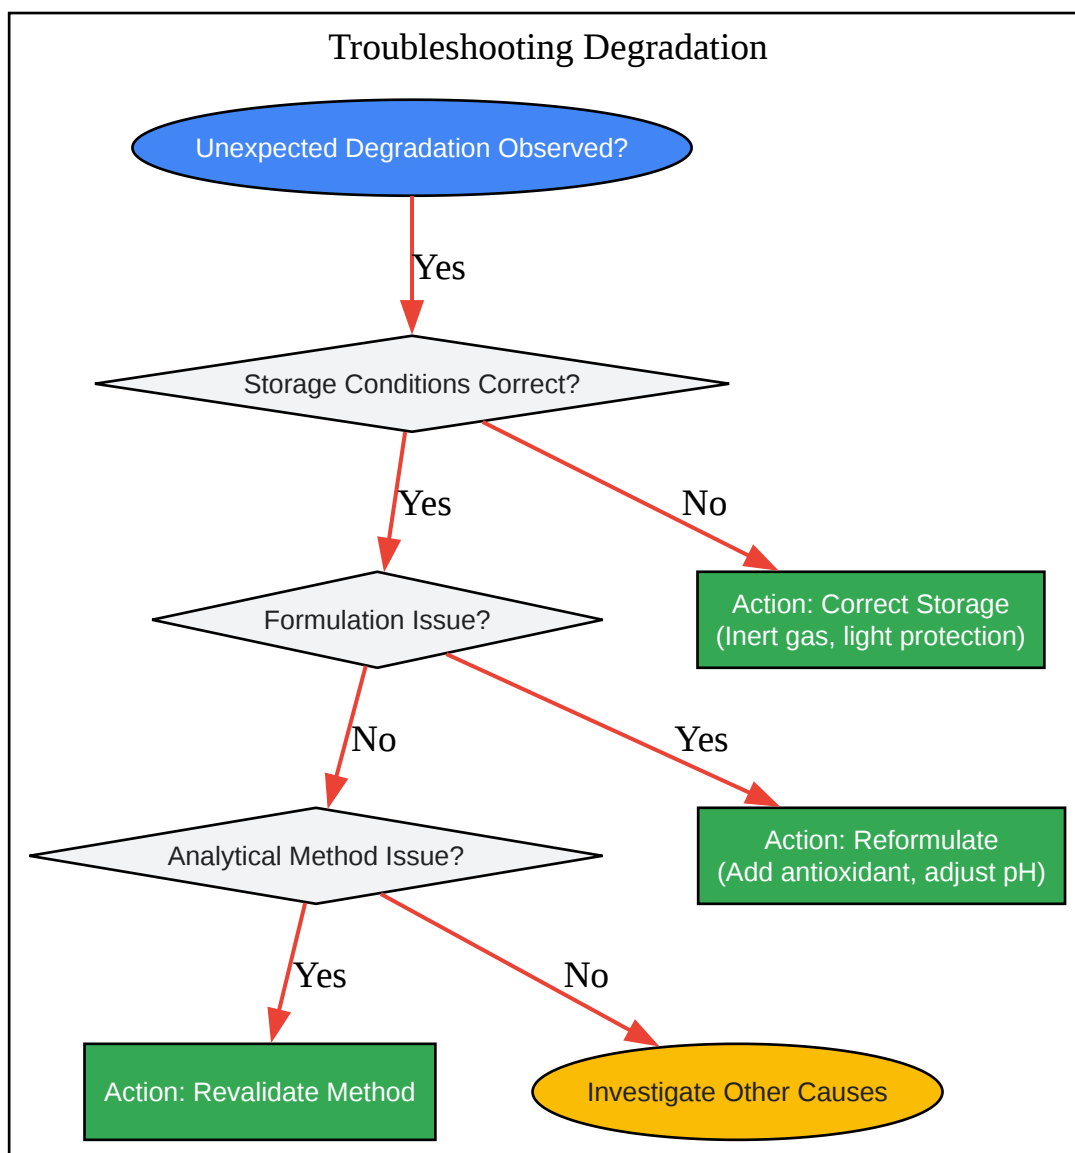 Troubleshooting Degradation
Unexpected Degradation Observed?
Yes
Storage Conditions Correct?
Yes
No
Formulation Issue?
Action: Correct Storage
(Inert gas, light protection)
No
Yes
Analytical Method Issue?
Action: Reformulate
(Add antioxidant, adjust pH)
Yes
No
Action: Revalidate Method
Investigate Other Causes